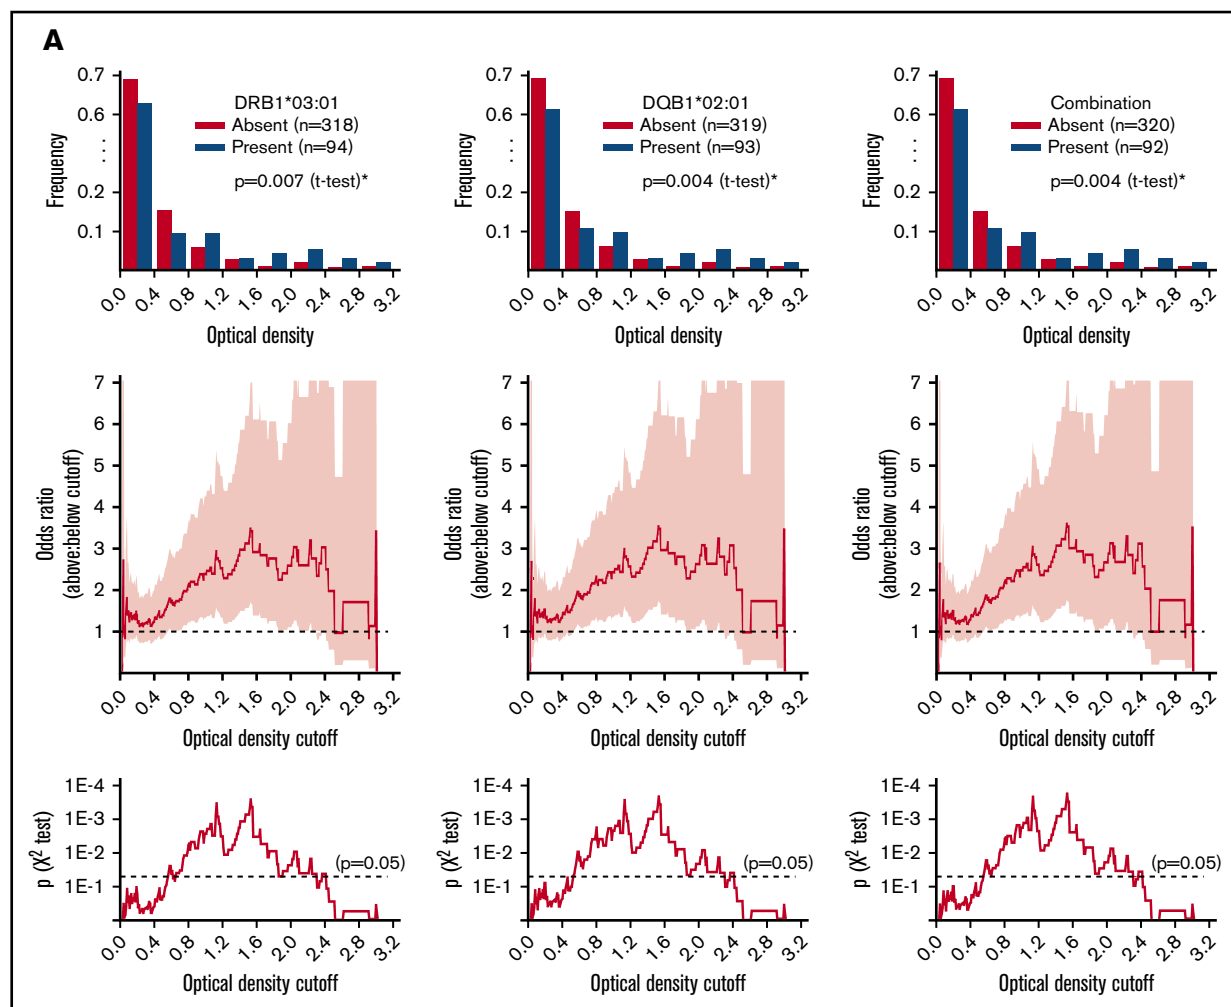 A
DRB1*03:01
Absent (n=318)
Present (n=94)
p=0.007 (t-test)*
Frequency
0.7
0.6
0.2
0.1
0.0 0.4 0.8 1.2 1.6 2.0 2.4 2.8 3.2
Optical density
DQB1*02:01
Absent (n=319)
Present (n=93)
p=0.004 (t-test)*
Frequency
0.7
0.6
0.2
0.1
0.0 0.4 0.8 1.2 1.6 2.0 2.4 2.8 3.2
Optical density
Combination
Absent (n=320)
Present (n=92)
p=0.004 (t-test)*
Frequency
0.7
0.6
0.2
0.1
0.0 0.4 0.8 1.2 1.6 2.0 2.4 2.8 3.2
Optical density
Odds ratio
(above:below cutoff)
7
6
5
4
3
2
1
0.0 0.4 0.8 1.2 1.6 2.0 2.4 2.8 3.2
Optical density cutoff
Odds ratio
(above:below cutoff)
7
6
5
4
3
2
1
0.0 0.4 0.8 1.2 1.6 2.0 2.4 2.8 3.2
Optical density cutoff
Odds ratio
(above:below cutoff)
7
6
5
4
3
2
1
0.0 0.4 0.8 1.2 1.6 2.0 2.4 2.8 3.2
Optical density cutoff
p (X² test)
1E-4
1E-3
1E-2
1E-1
(p=0.05)
0.0 0.4 0.8 1.2 1.6 2.0 2.4 2.8 3.2
Optical density cutoff
p (X² test)
1E-4
1E-3
1E-2
1E-1
(p=0.05)
0.0 0.4 0.8 1.2 1.6 2.0 2.4 2.8 3.2
Optical density cutoff
p (X² test)
1E-4
1E-3
1E-2
1E-1
(p=0.05)
0.0 0.4 0.8 1.2 1.6 2.0 2.4 2.8 3.2
Optical density cutoff